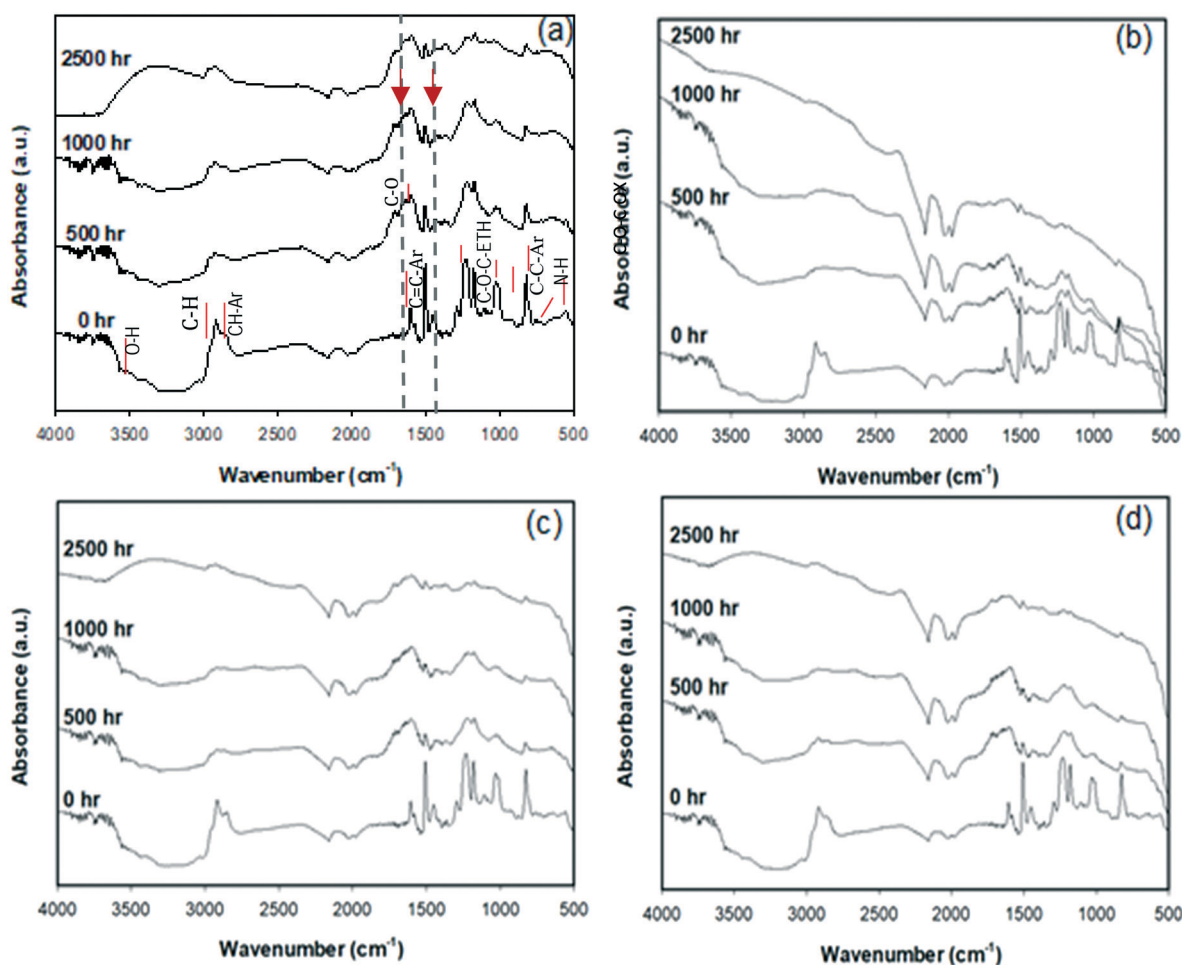 (a)
2500 hr
1000 hr
500 hr
0 hr
O-H
C-H
CH-Ar
C-O
C=C-Ar
C-O-C-ETH
C-C-Ar
N-H
Absorbance (a.u.)
4000 3500 3000 2500 2000 1500 1000 500
Wavenumber (cm-1)
(b)
2500 hr
1000 hr
500 hr
0 hr
Absorbance (a.u.)
4000 3500 3000 2500 2000 1500 1000 500
Wavenumber (cm-1)
(c)
2500 hr
1000 hr
500 hr
0 hr
Absorbance (a.u.)
4000 3500 3000 2500 2000 1500 1000 500
Wavenumber (cm-1)
(d)
2500 hr
1000 hr
500 hr
0 hr
Absorbance (a.u.)
4000 3500 3000 2500 2000 1500 1000 500
Wavenumber (cm-1)